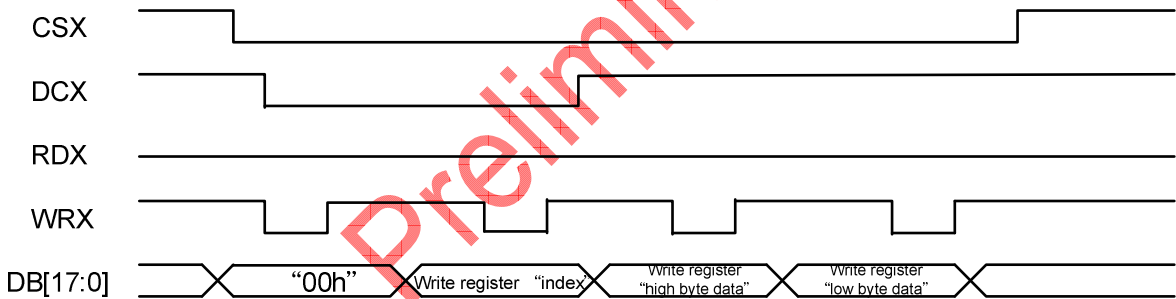 CSX
DCX
RDX
WRX
DB[17:0]
“00h”
Write register “index”
Write register
“high byte data”
Write register
“low byte data”
Prelimi